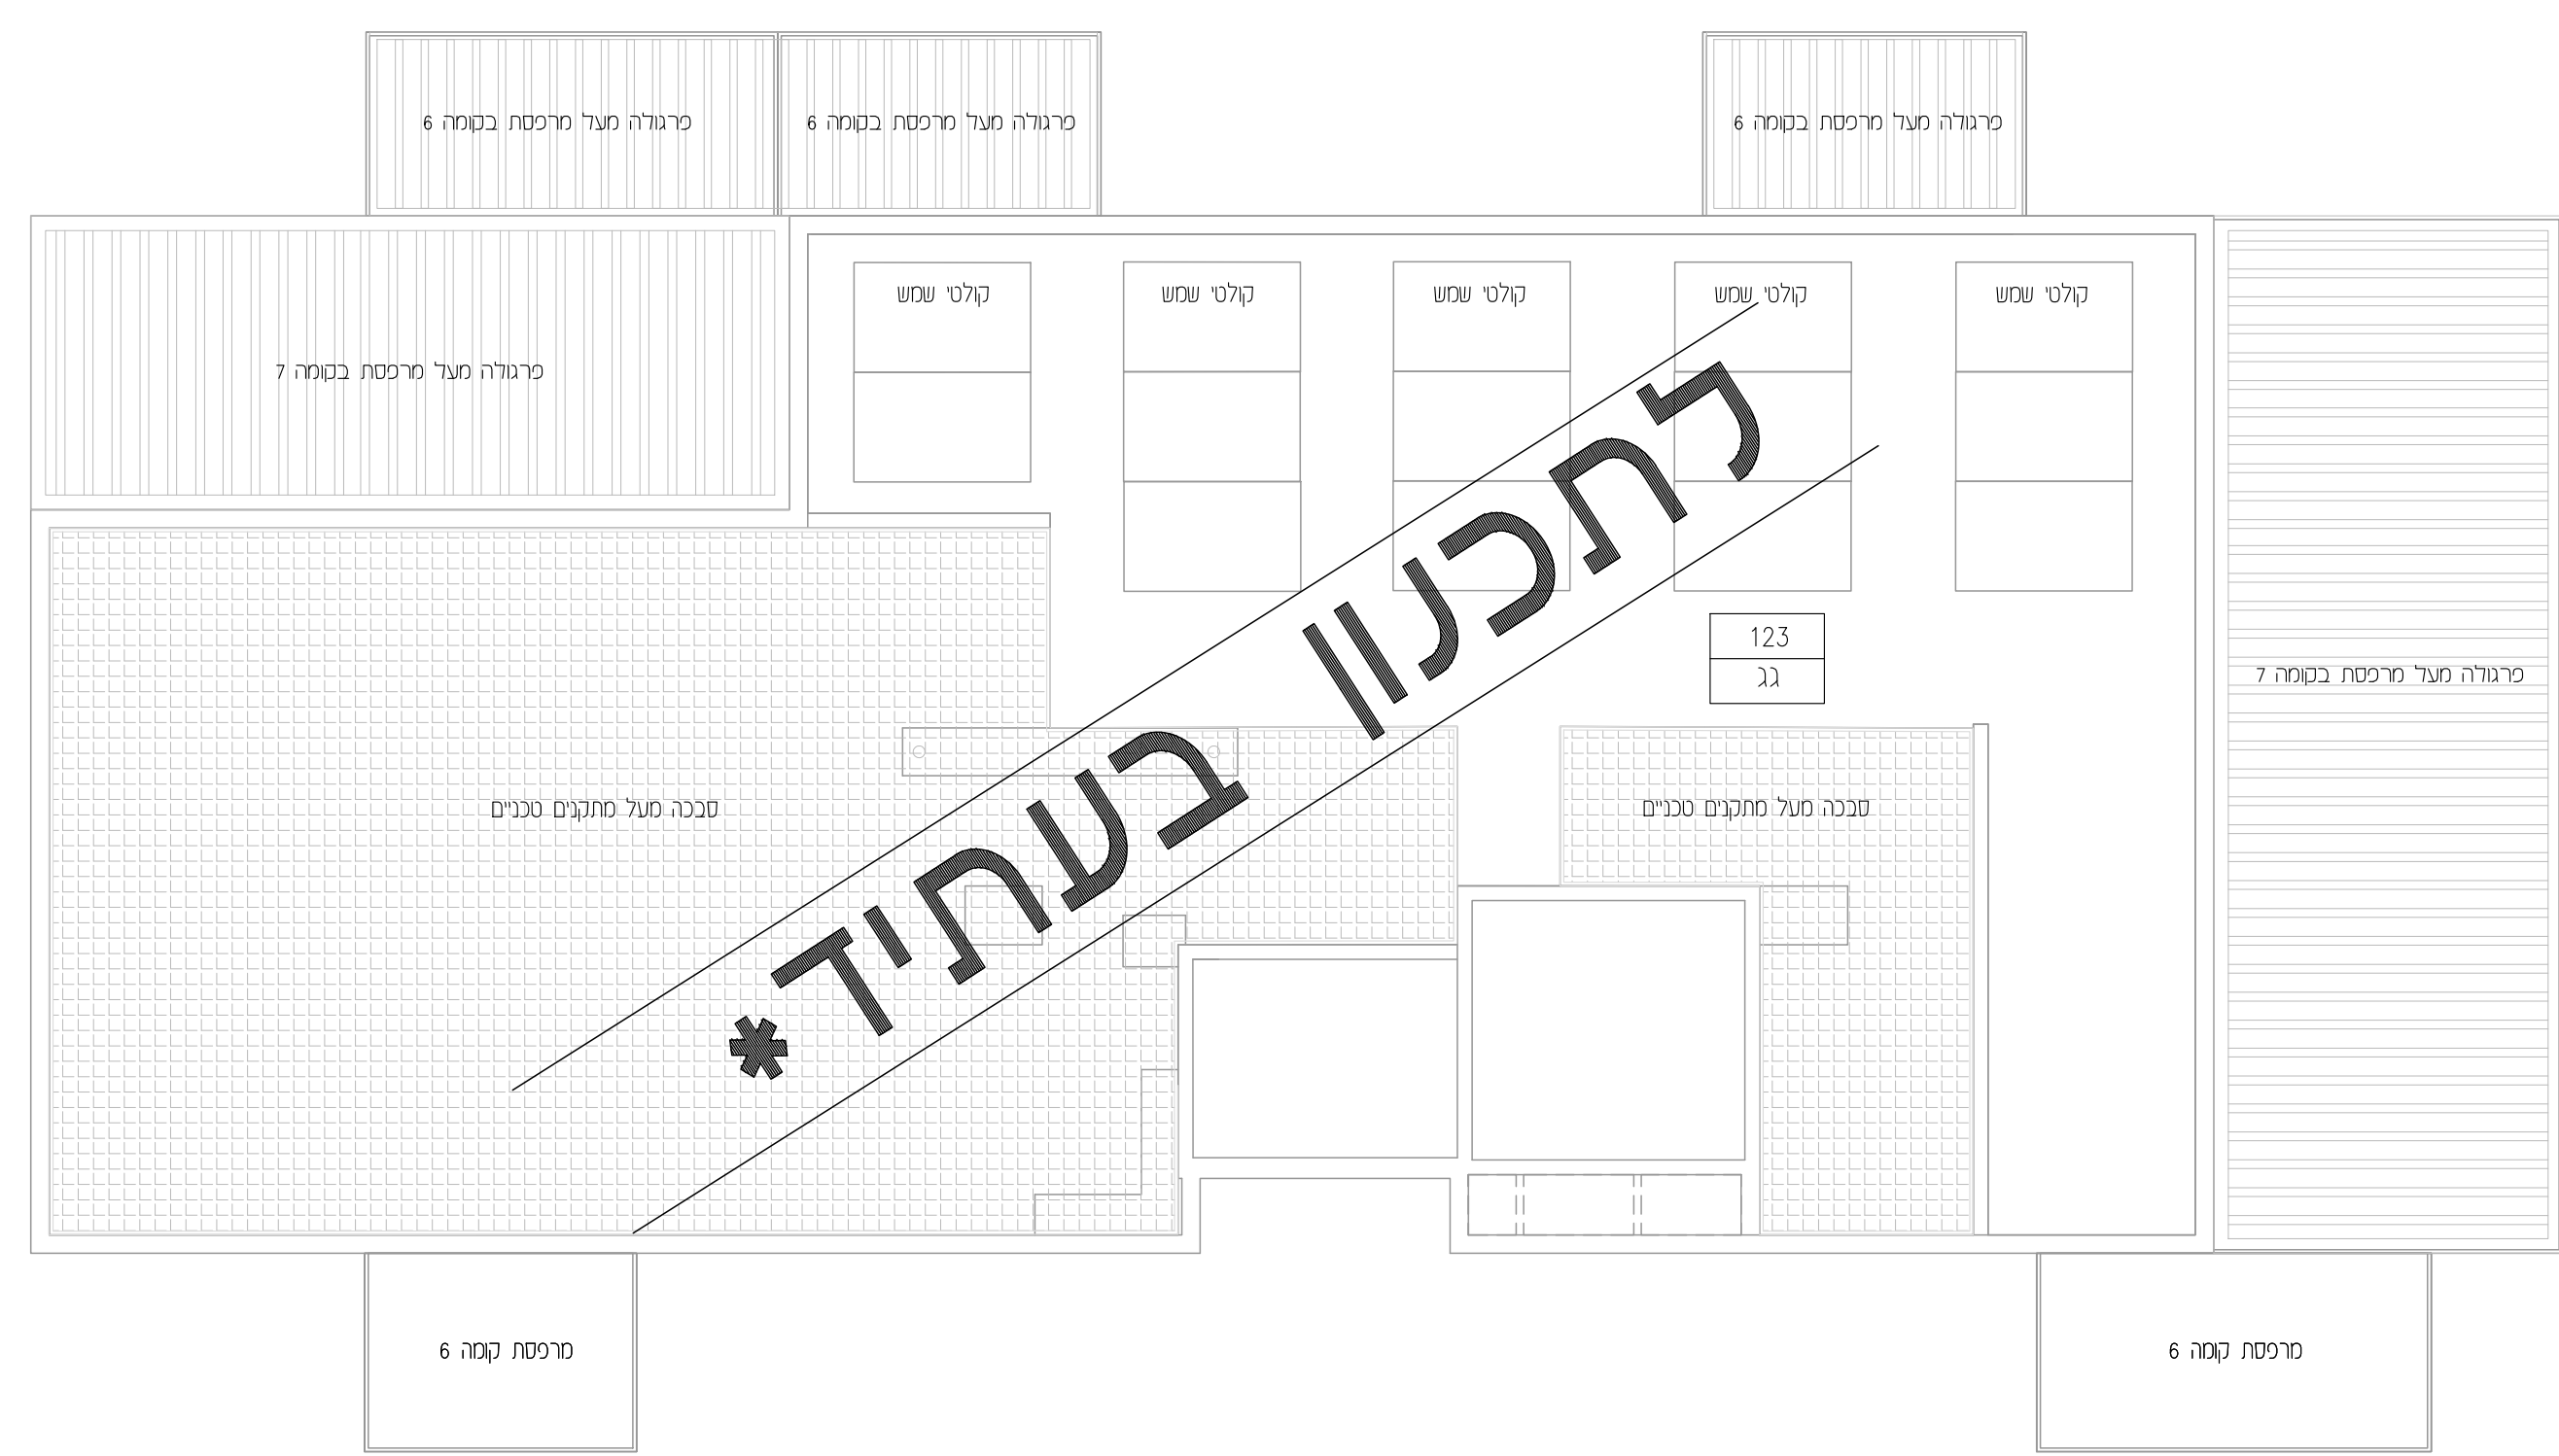 פרגולה מעל מרפסת בקומה 6
פרגולה מעל מרפסת בקומה 6
פרגולה מעל מרפסת בקומה 6
קולטי שמש
קולטי שמש
קולטי שמש
קולטי שמש
קולטי שמש
פרגולה מעל מרפסת בקומה 7
לתכנון בעתיד*
123
גג
פרגולה מעל מרפסת בקומה 7
סבכה מעל מתקנים טכניים
סבכה מעל מתקנים טכניים
מרפסת קומה 6
מרפסת קומה 6